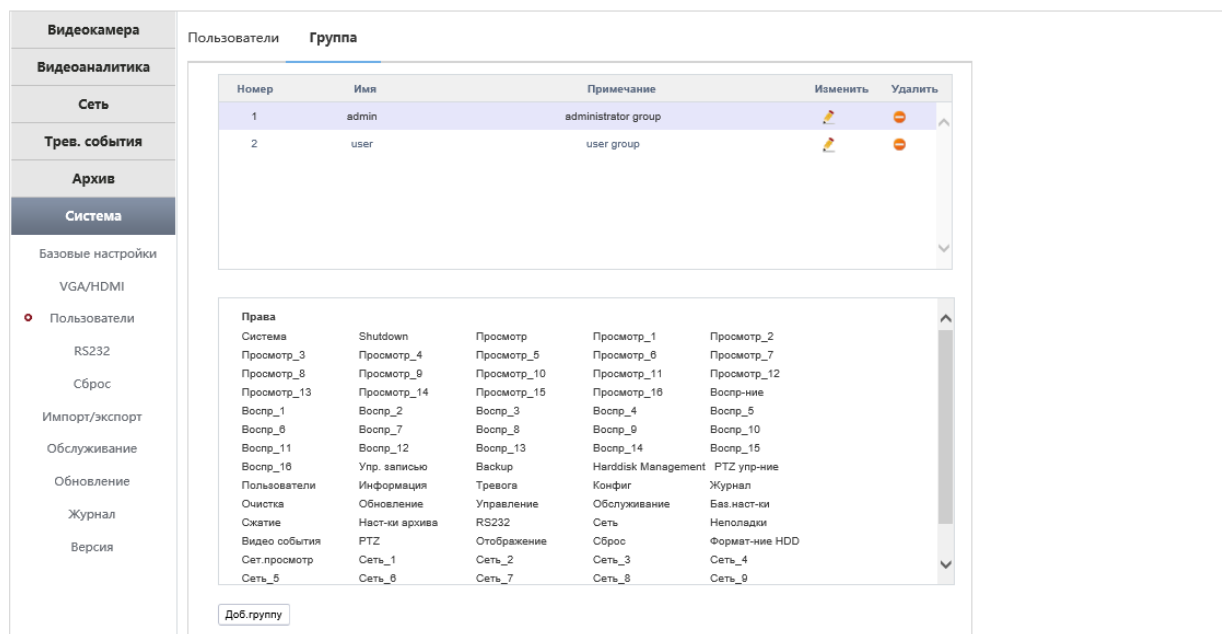 Видеокамера
Видеоаналитика
Сеть
Трев. события
Архив
Система
Базовые настройки
VGA/HDMI
Пользователи
RS232
Сброс
Импорт/экспорт
Обслуживание
Обновление
Журнал
Версия
Пользователи Группа
Номер Имя Примечание Изменить Удалить
1 admin administrator group
2 user user group
Права
Система Shutdown Просмотр Просмотр_1 Просмотр_2
Просмотр_3 Просмотр_4 Просмотр_5 Просмотр_6 Просмотр_7
Просмотр_8 Просмотр_9 Просмотр_10 Просмотр_11 Просмотр_12
Просмотр_13 Просмотр_14 Просмотр_15 Просмотр_16 Воспр-ние
Воспр_1 Воспр_2 Воспр_3 Воспр_4 Воспр_5
Воспр_6 Воспр_7 Воспр_8 Воспр_9 Воспр_10
Воспр_11 Воспр_12 Воспр_13 Воспр_14 Воспр_15
Воспр_16 Упр. записью Backup Harddisk Management PTZ упр-ние
Пользователи Информация Тревога Конфиг Журнал
Очистка Обновление Управление Обслуживание Баз.наст-ки
Сжатие Наст-ки архива RS232 Сеть Неполадки
Видео события PTZ Отображение Сброс Формат-ние HDD
Сет.просмотр Сеть_1 Сеть_2 Сеть_3 Сеть_4
Сеть_5 Сеть_6 Сеть_7 Сеть_8 Сеть_9
Доб.группу